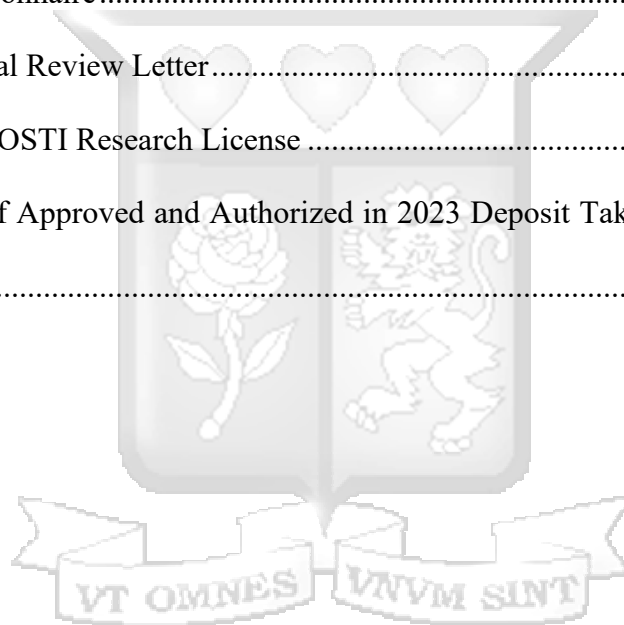 onnaire
al Review Letter
OSTI Research License
f Approved and Authorized in 2023 Deposit Tak
VT OMNES VNVM SINT